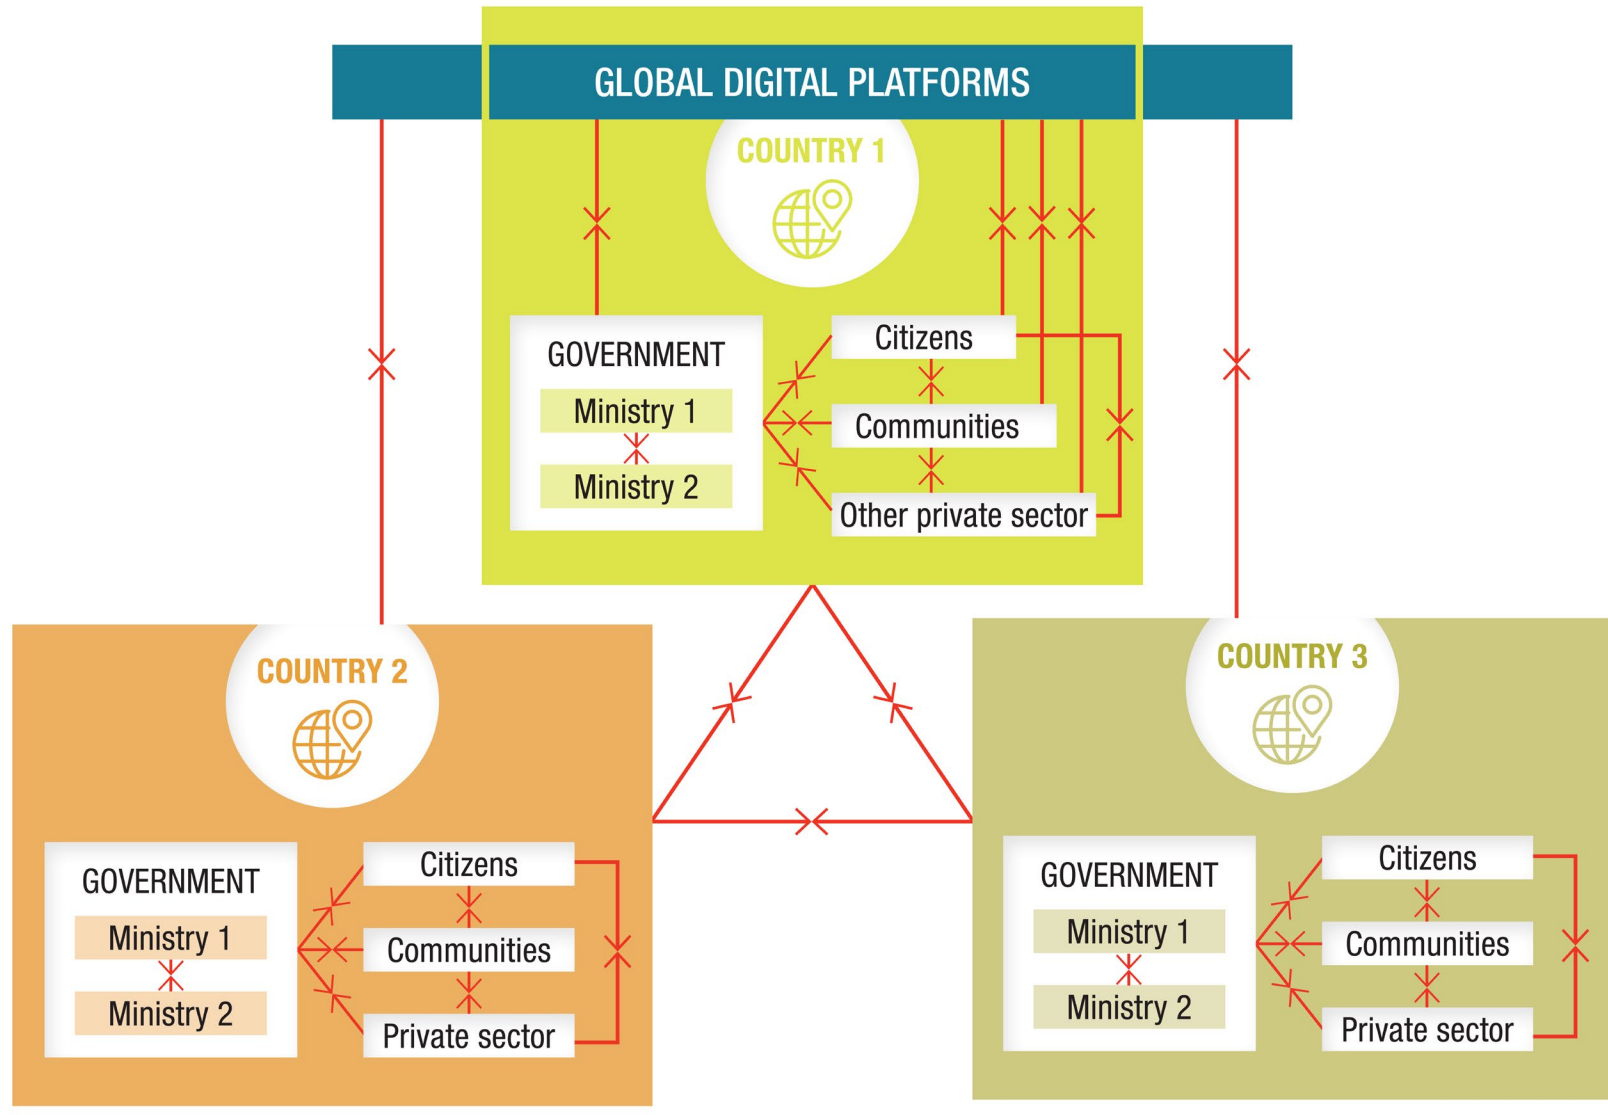 GLOBAL DIGITAL PLATFORMS
COUNTRY 1
GOVERNMENT
Ministry 1
Ministry 2
Citizens
Communities
Other private sector
COUNTRY 2
GOVERNMENT
Ministry 1
Ministry 2
Citizens
Communities
Private sector
COUNTRY 3
GOVERNMENT
Ministry 1
Ministry 2
Citizens
Communities
Private sector